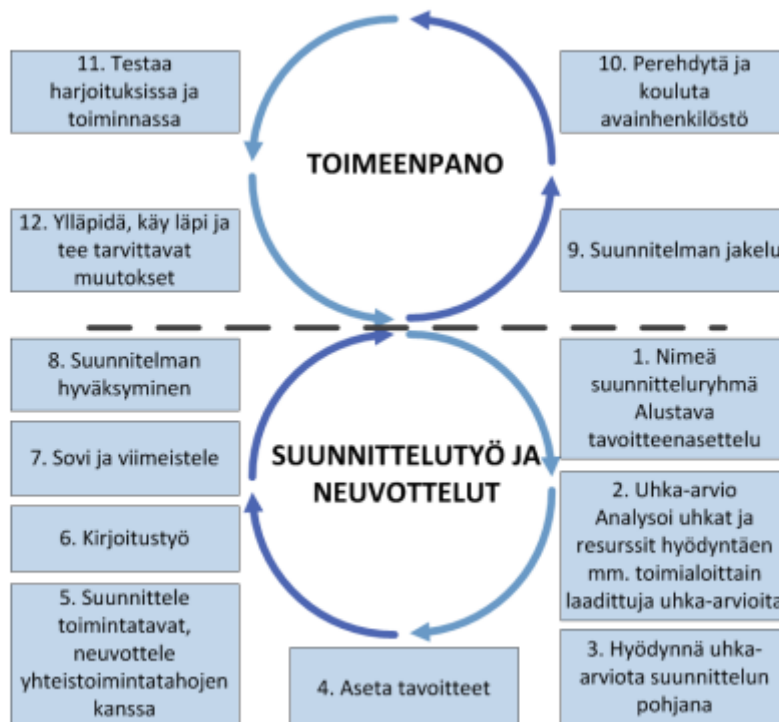 11. Testaa
harjoituksissa ja
toiminnassa
10. Perehdytä ja
kouluta
avainhenkilöstö
TOIMEENPANO
12. Ylläpidä, käy läpi ja
tee tarvittavat
muutokset
9. Suunnitelman jakelu
8. Suunnitelman
hyväksyminen
1. Nimeä
suunnitteluryhmä
Alustava
tavoitteenasettelu
7. Sovi ja viimeistele
SUUNNITTELUTYÖ JA
NEUVOTTELUT
2. Uhka-arvio
Analysoi uhkat ja
resurssit hyödyntäen
mm. toimialoittain
laadittuja uhka-arvioita
6. Kirjoitustyö
5. Suunnittele
toimintatavat,
neuvottele
yhteistoimintatahojen
kanssa
4. Aseta tavoitteet
3. Hyödynnä uhka-
arviota suunnittelun
pohjana